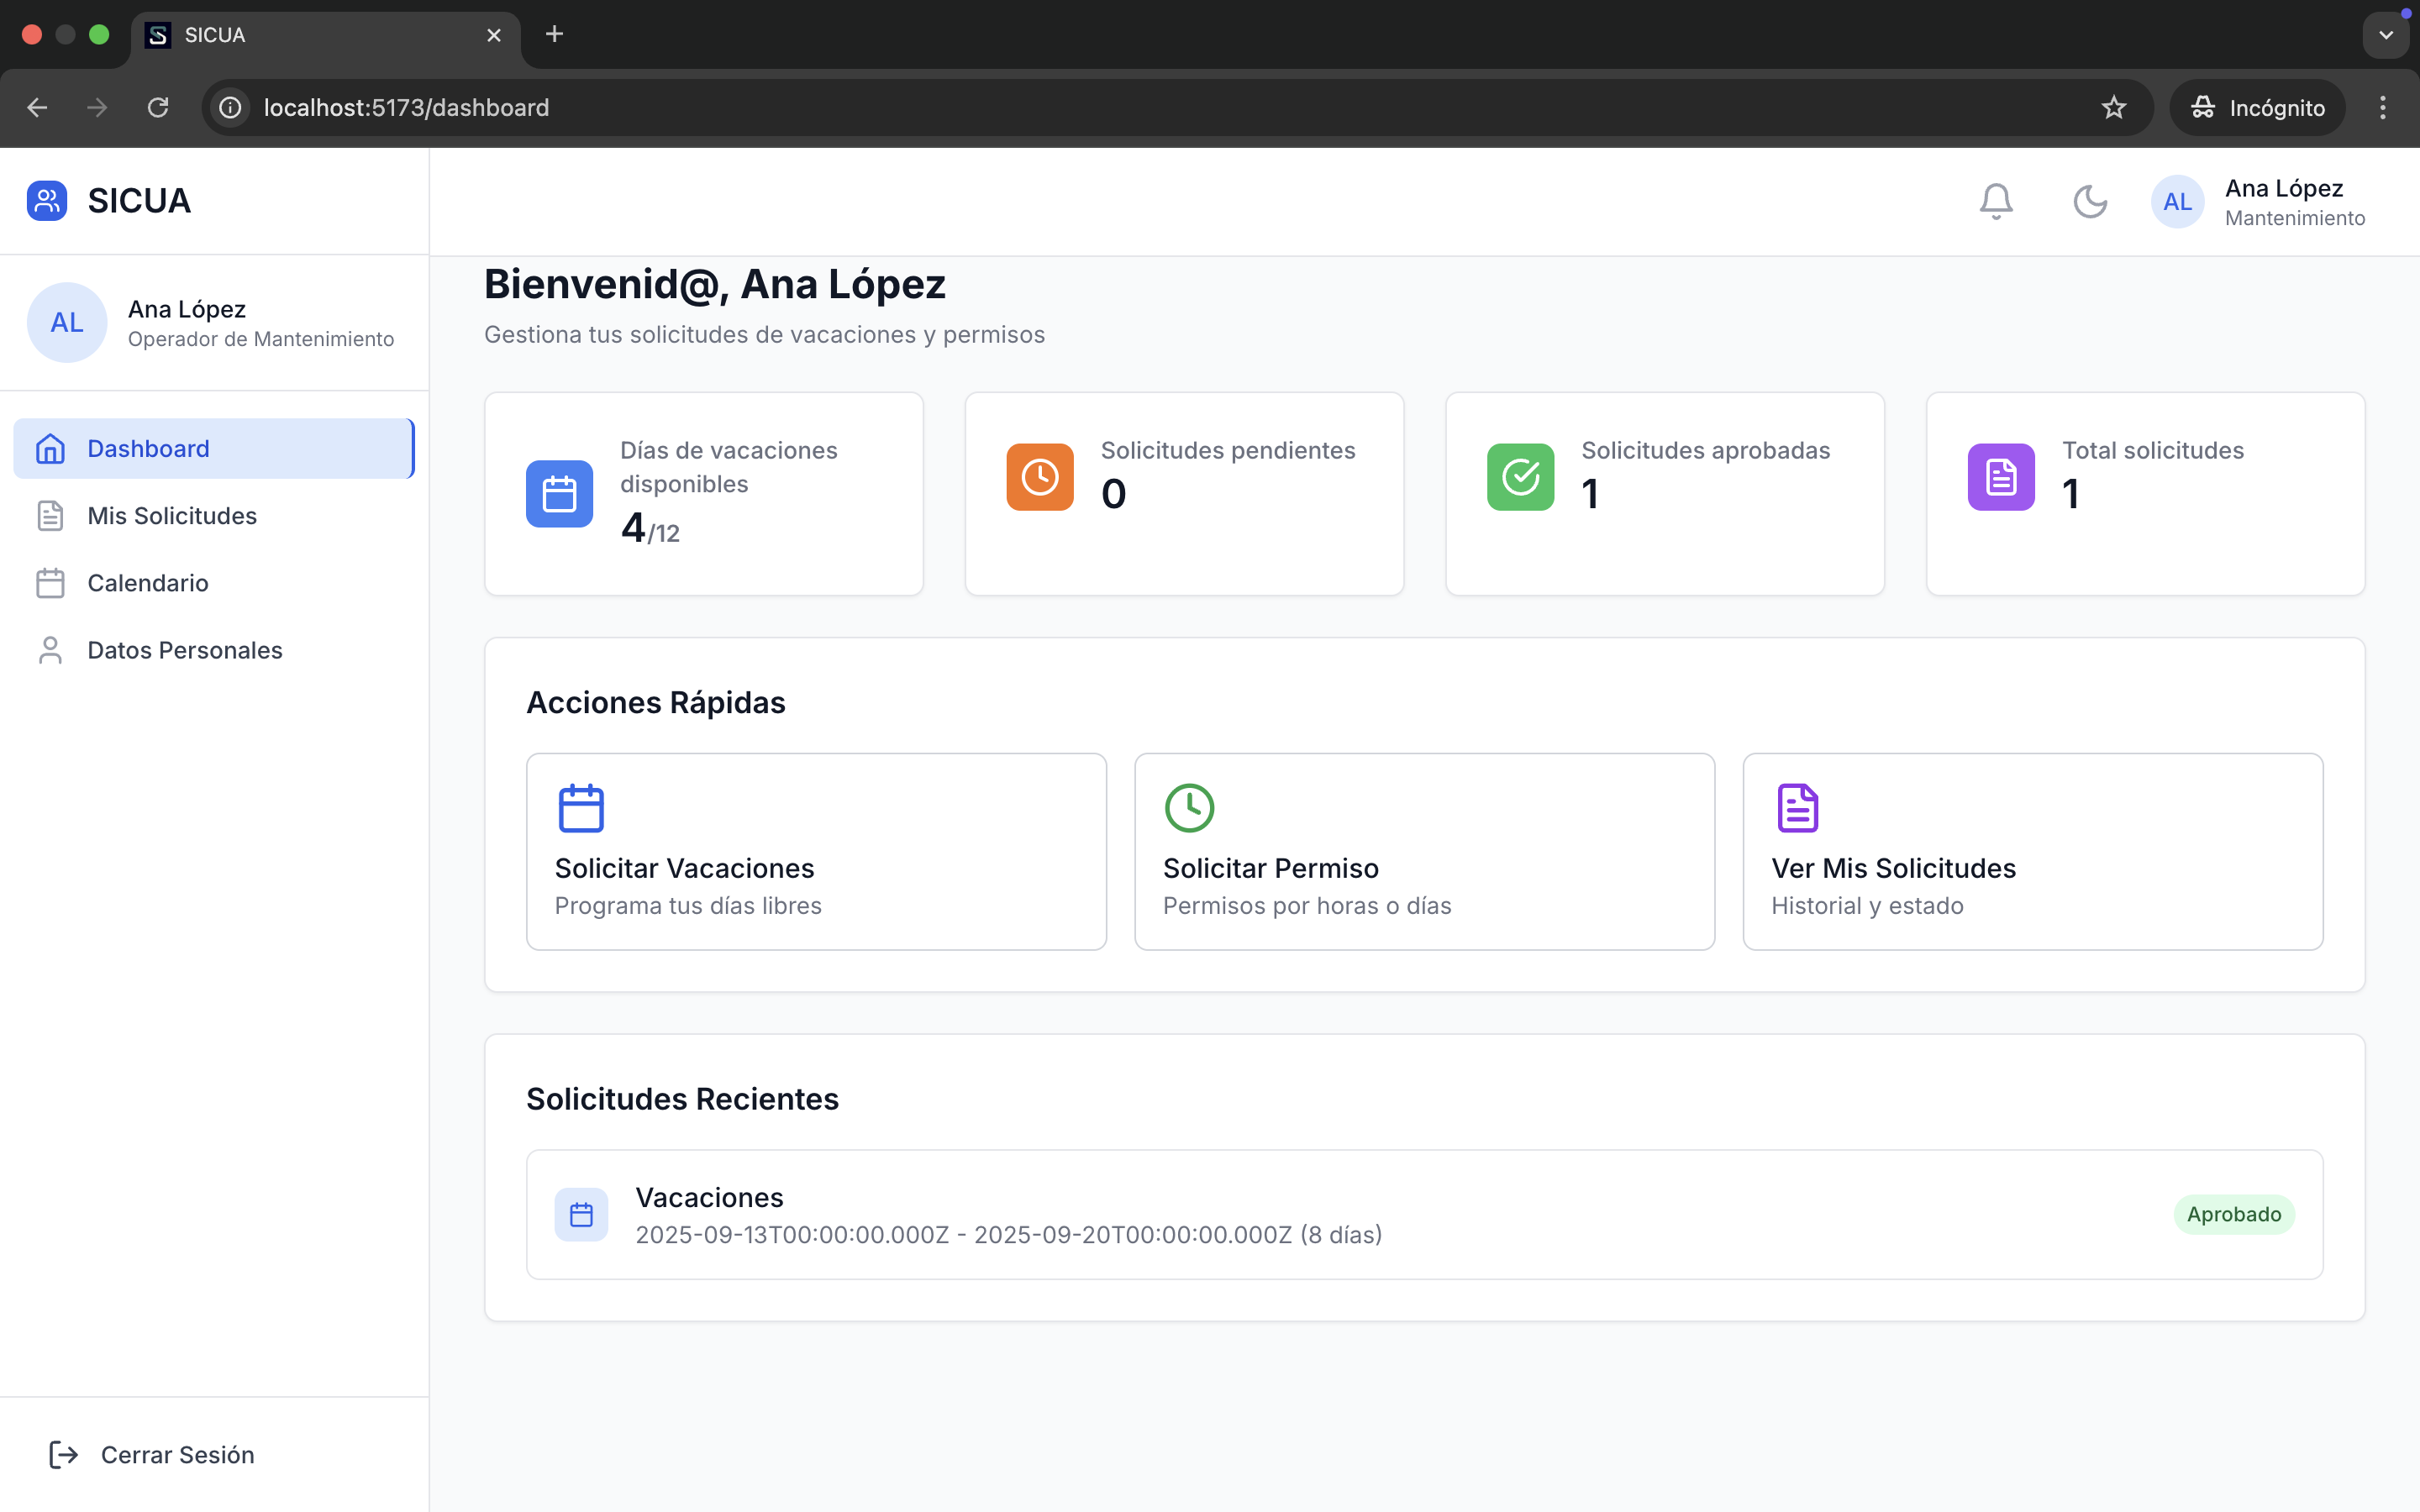 SICUA
localhost:5173/dashboard
Incógnito
SICUA
AL
Ana López
Mantenimiento
AL
Ana López
Operador de Mantenimiento
Dashboard
Mis Solicitudes
Calendario
Datos Personales
Cerrar Sesión
Bienvenid@, Ana López
Gestiona tus solicitudes de vacaciones y permisos
Días de vacaciones
disponibles
4/12
Solicitudes pendientes
0
Solicitudes aprobadas
1
Total solicitudes
1
Acciones Rápidas
Solicitar Vacaciones
Programa tus días libres
Solicitar Permiso
Permisos por horas o días
Ver Mis Solicitudes
Historial y estado
Solicitudes Recientes
Vacaciones
2025-09-13T00:00:00.000Z - 2025-09-20T00:00:00.000Z (8 días)
Aprobado